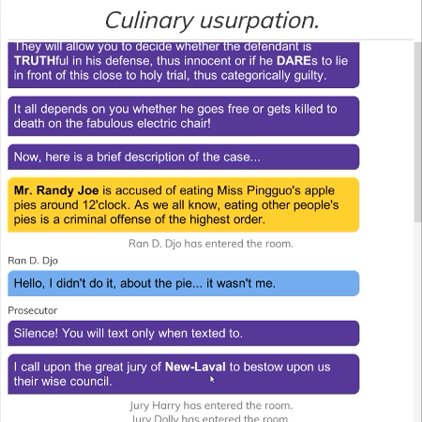 Culinary usurpation.
They will allow you to decide whether the defendant is
TRUTHful in his defense, thus innocent or if he DAREs to lie
in front of this close to holy trial, thus categorically guilty.
It all depends on you whether he goes free or gets killed to
death on the fabulous electric chair!
Now, here is a brief description of the case...
Mr. Randy Joe is accused of eating Miss Pingguo's apple
pies around 12'clock. As we all know, eating other people's
pies is a criminal offense of the highest order.
Ran D. Djo has entered the room.
Ran D. Djo
Hello, I didn't do it, about the pie... it wasn't me.
Prosecutor
Silence! You will text only when texted to.
I call upon the great jury of New-Laval to bestow upon us
their wise council.
Jury Harry has entered the room.
Jury Dolly has entered the room.